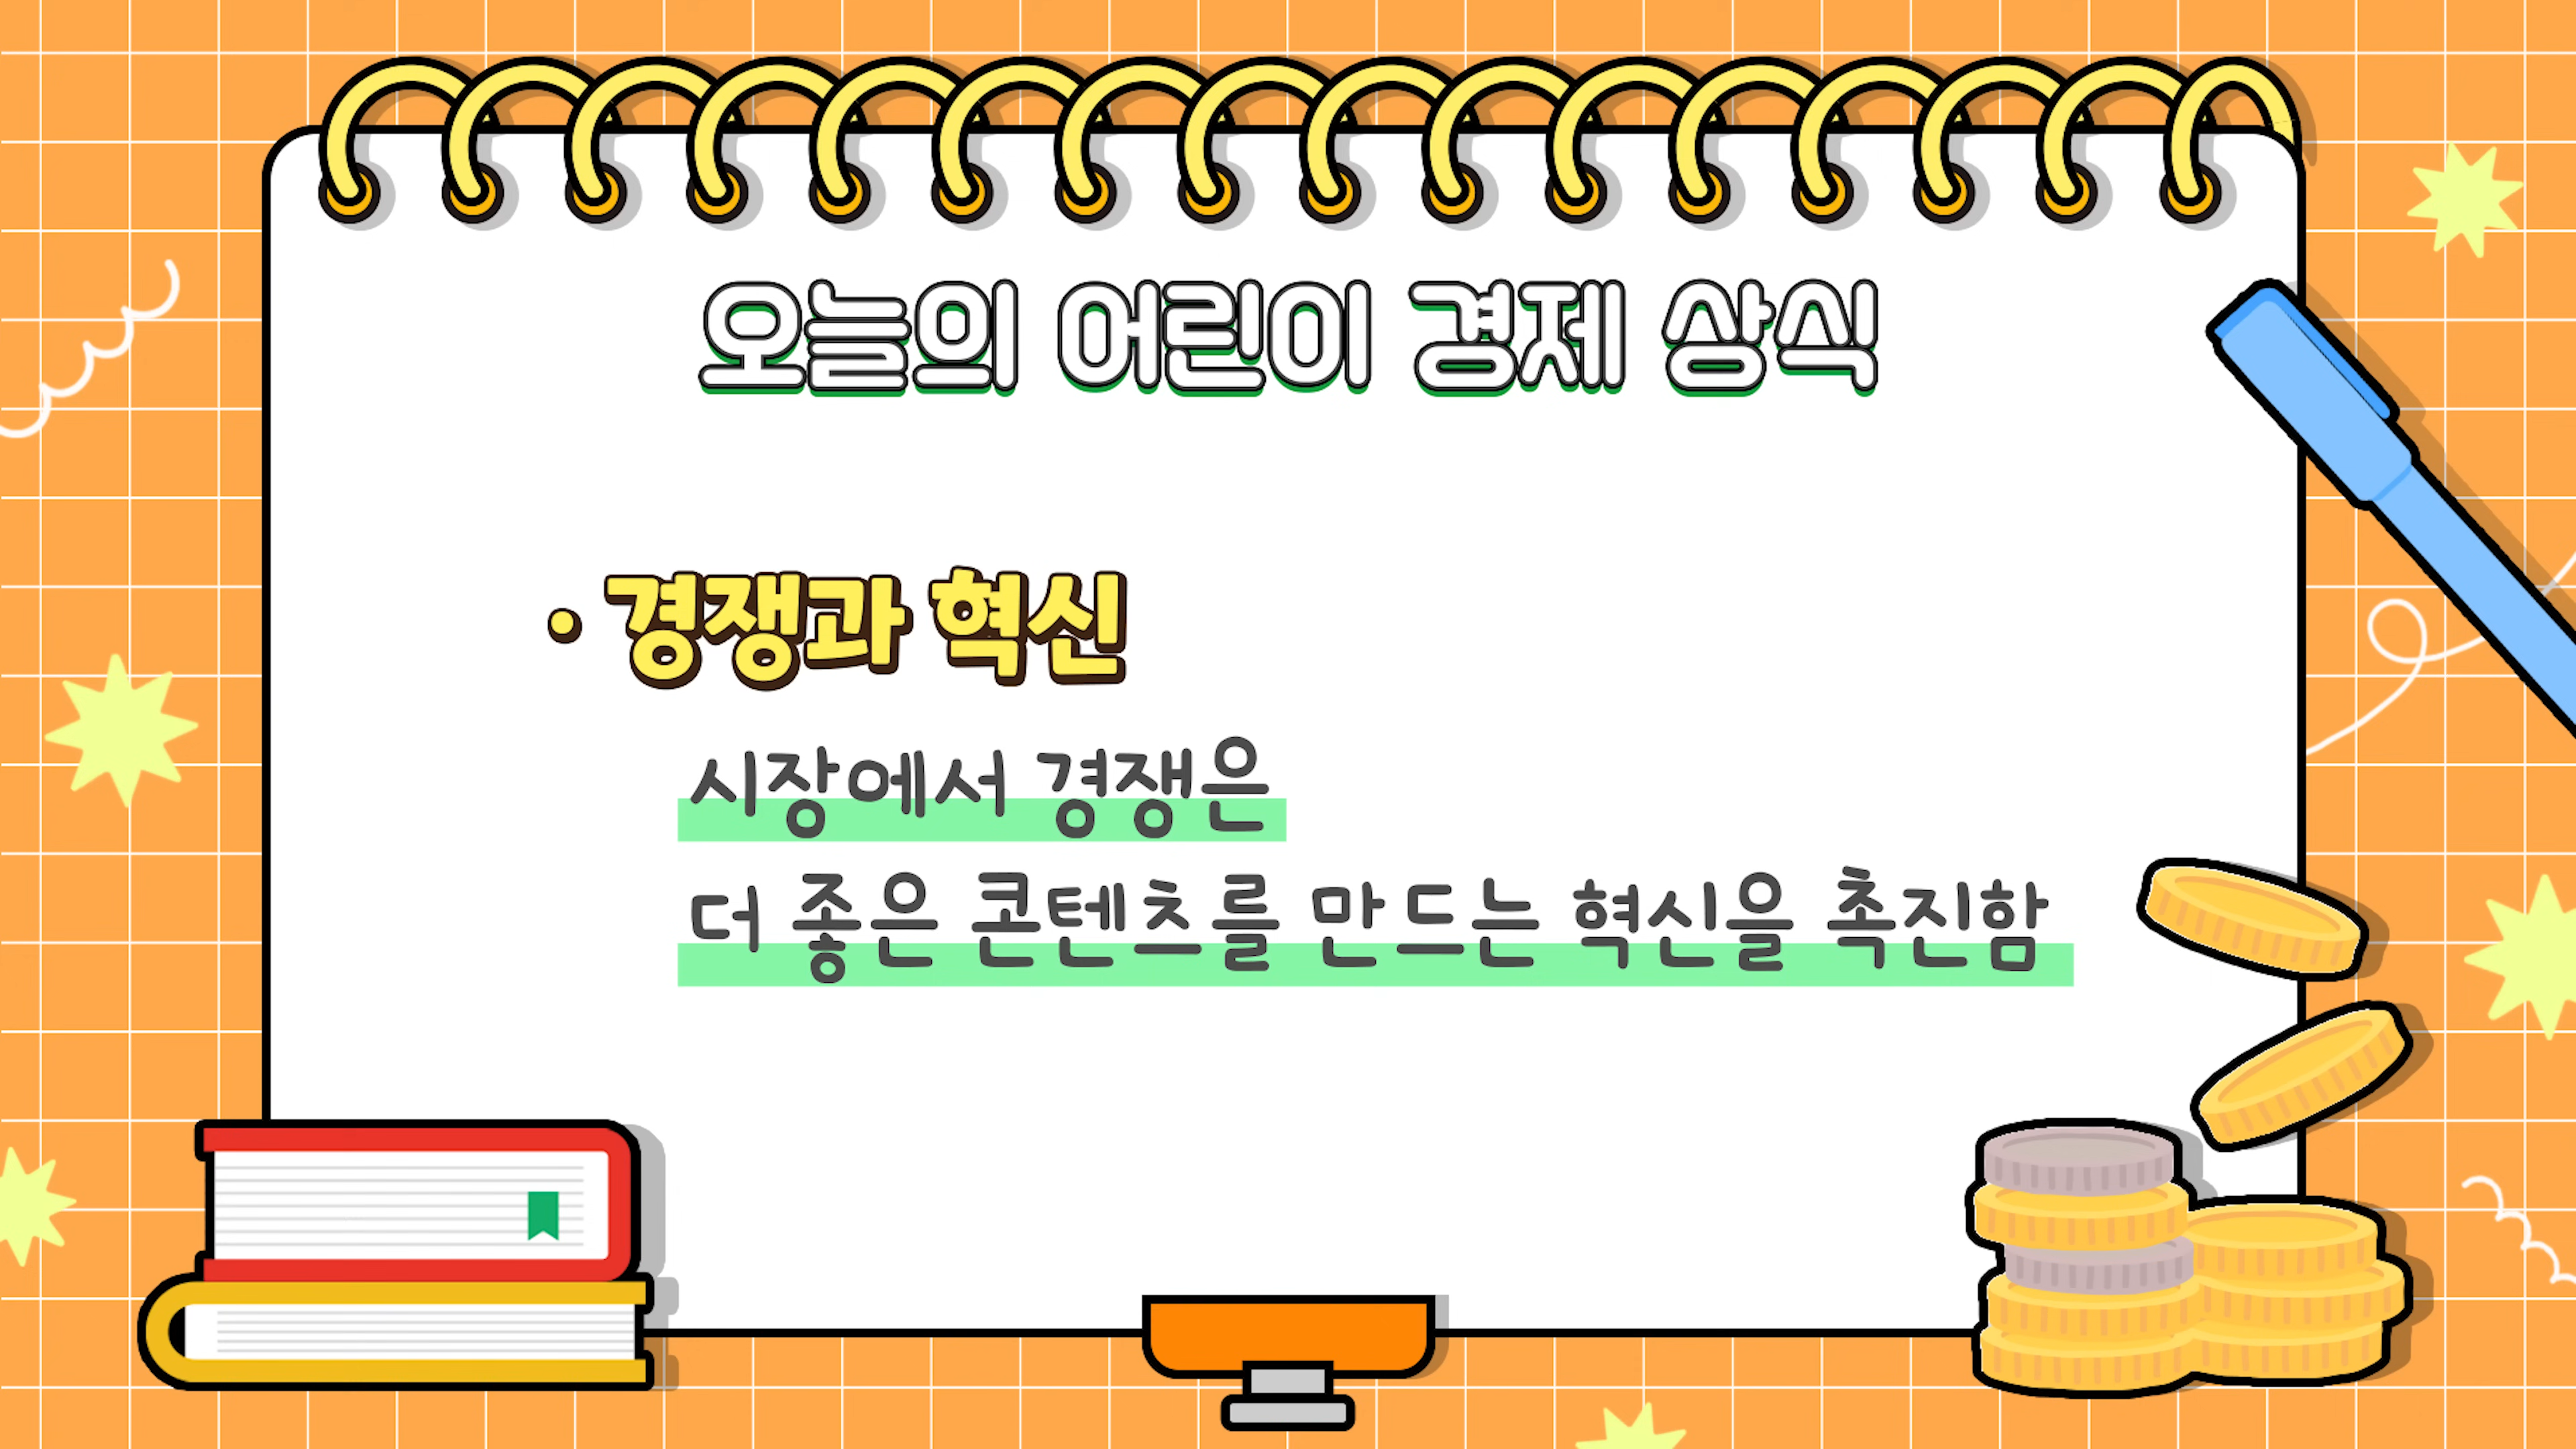 오늘의 어린이 경제 상식
· 경쟁과 혁신
시장에서 경쟁은
더 좋은 콘텐츠를 만드는 혁신을 촉진함